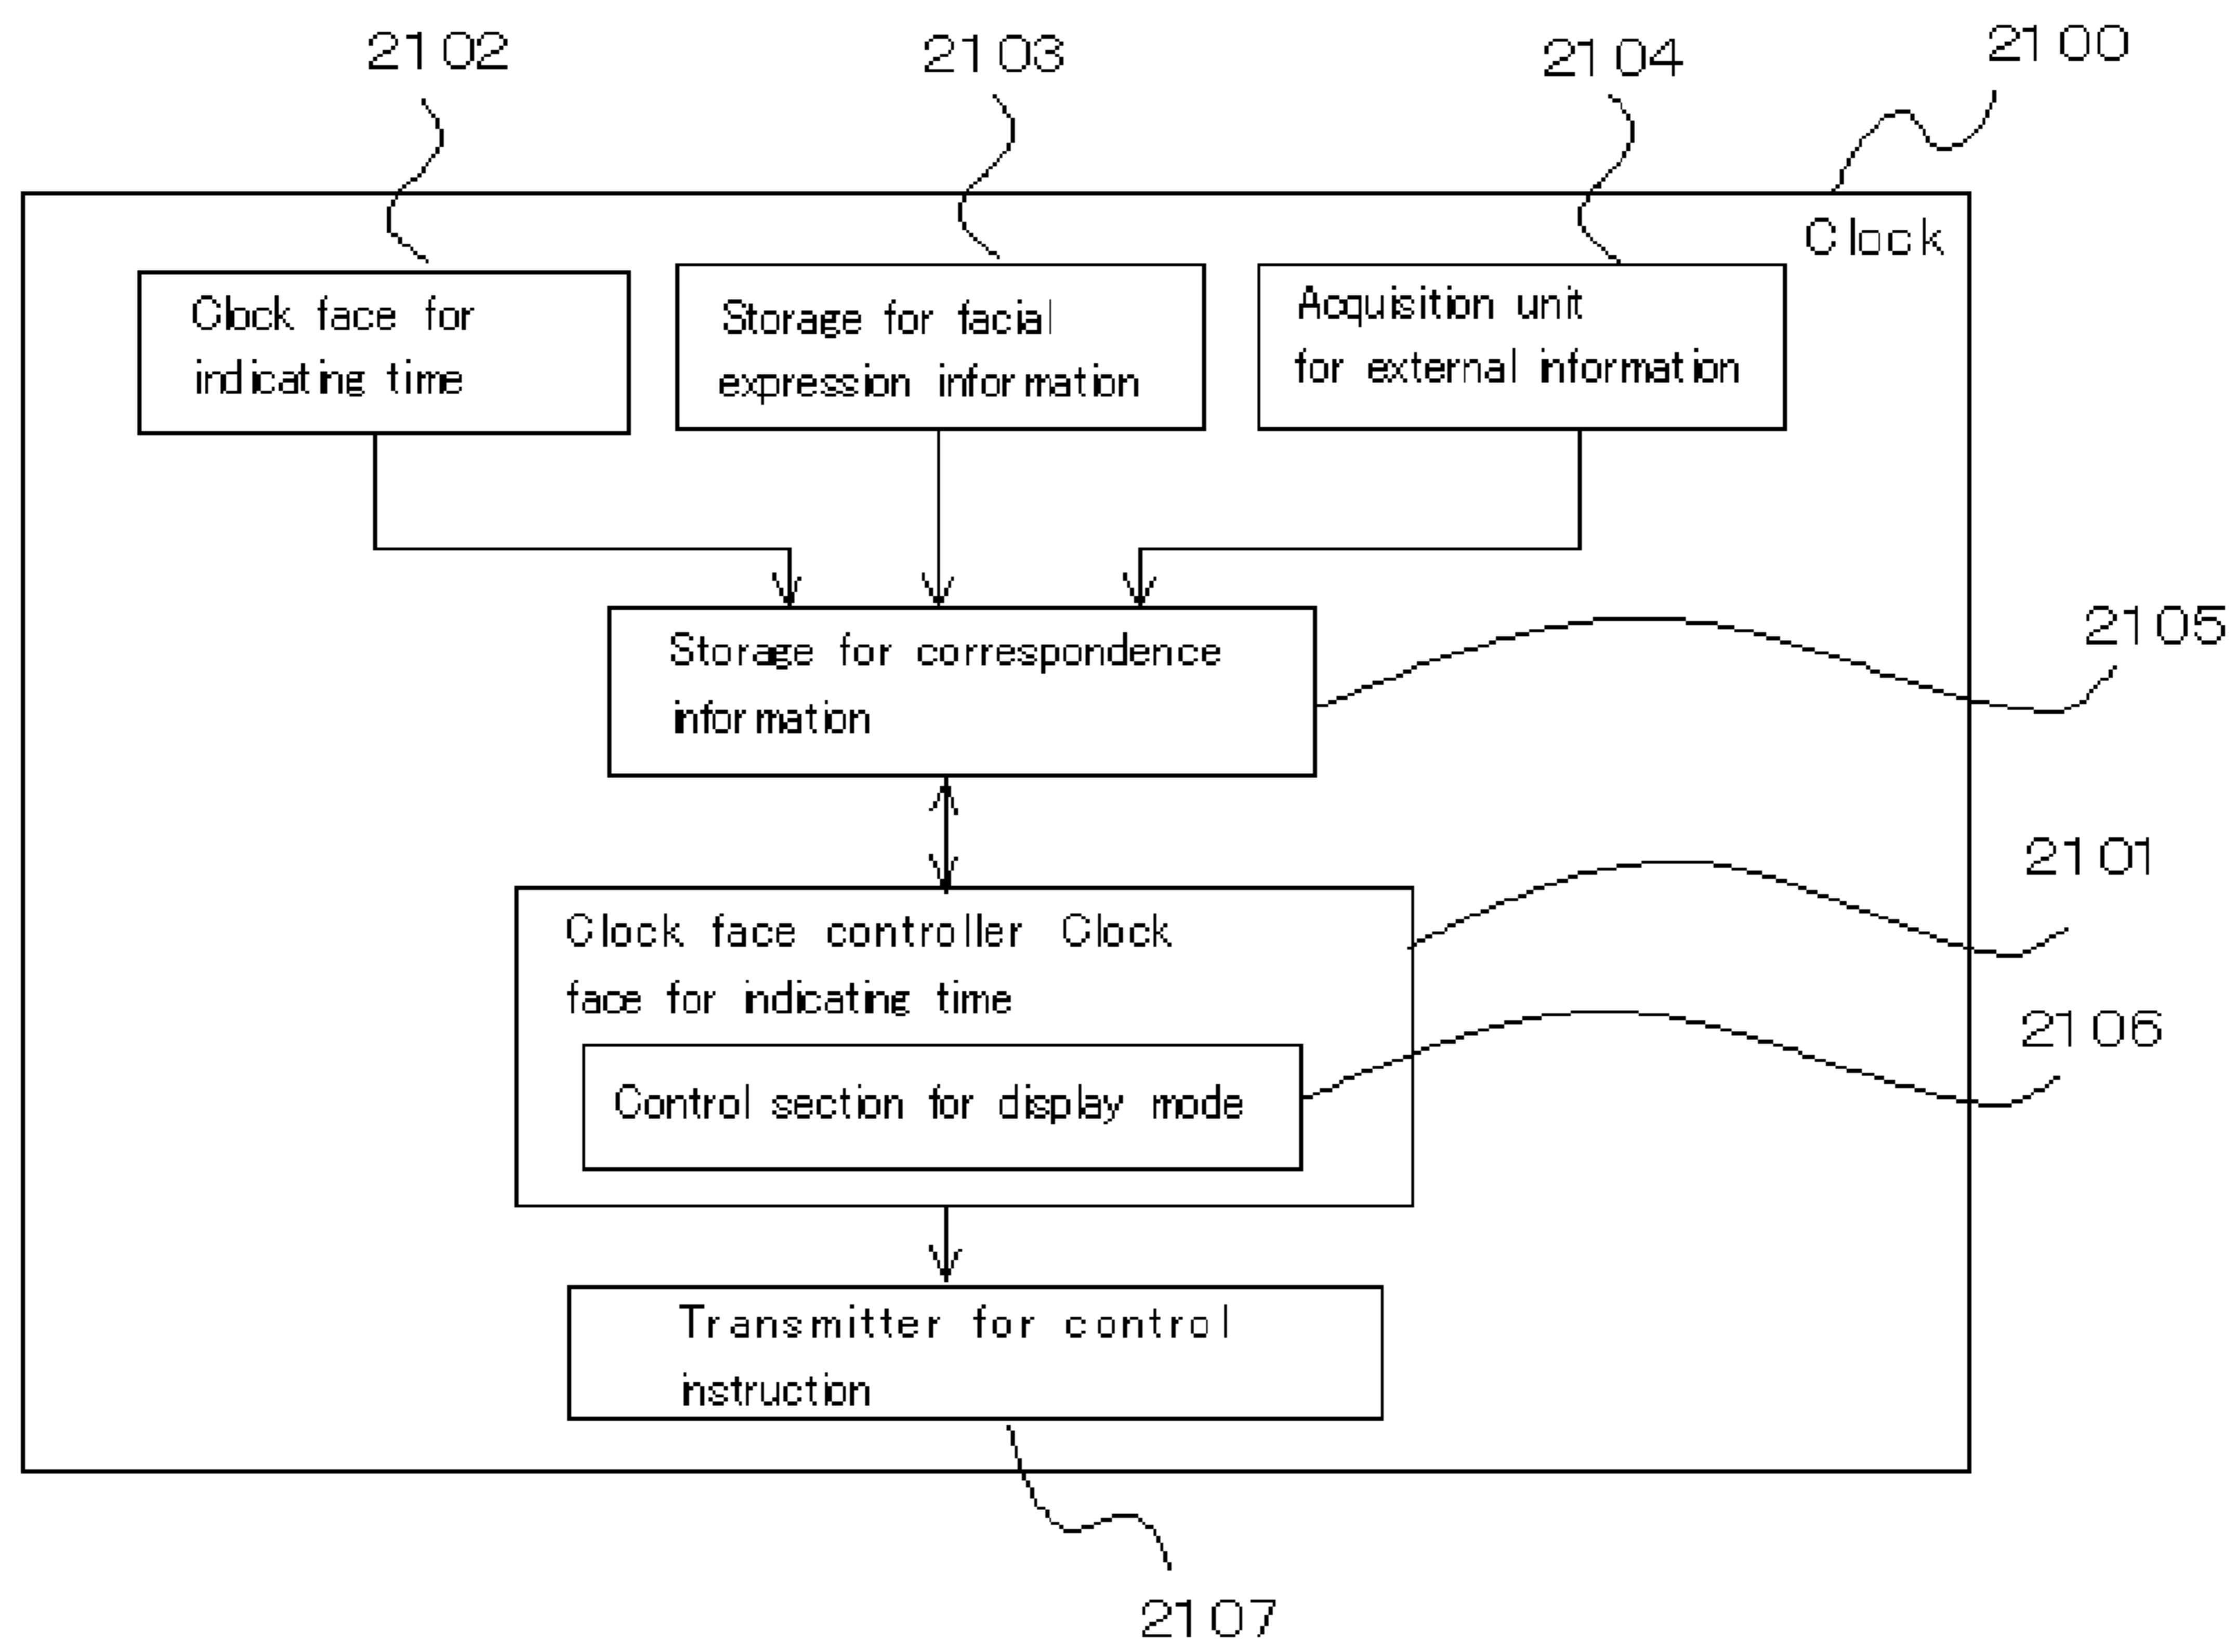 2102
2103
2104
2100
Clock
Clock face for
indicating time
Storage for facial
expression information
Acquisition unit
for external information
2105
Storage for correspondence
information
2101
Clock face controller Clock
face for indicating time
2106
Control section for display mode
Transmitter for control
instruction
2107